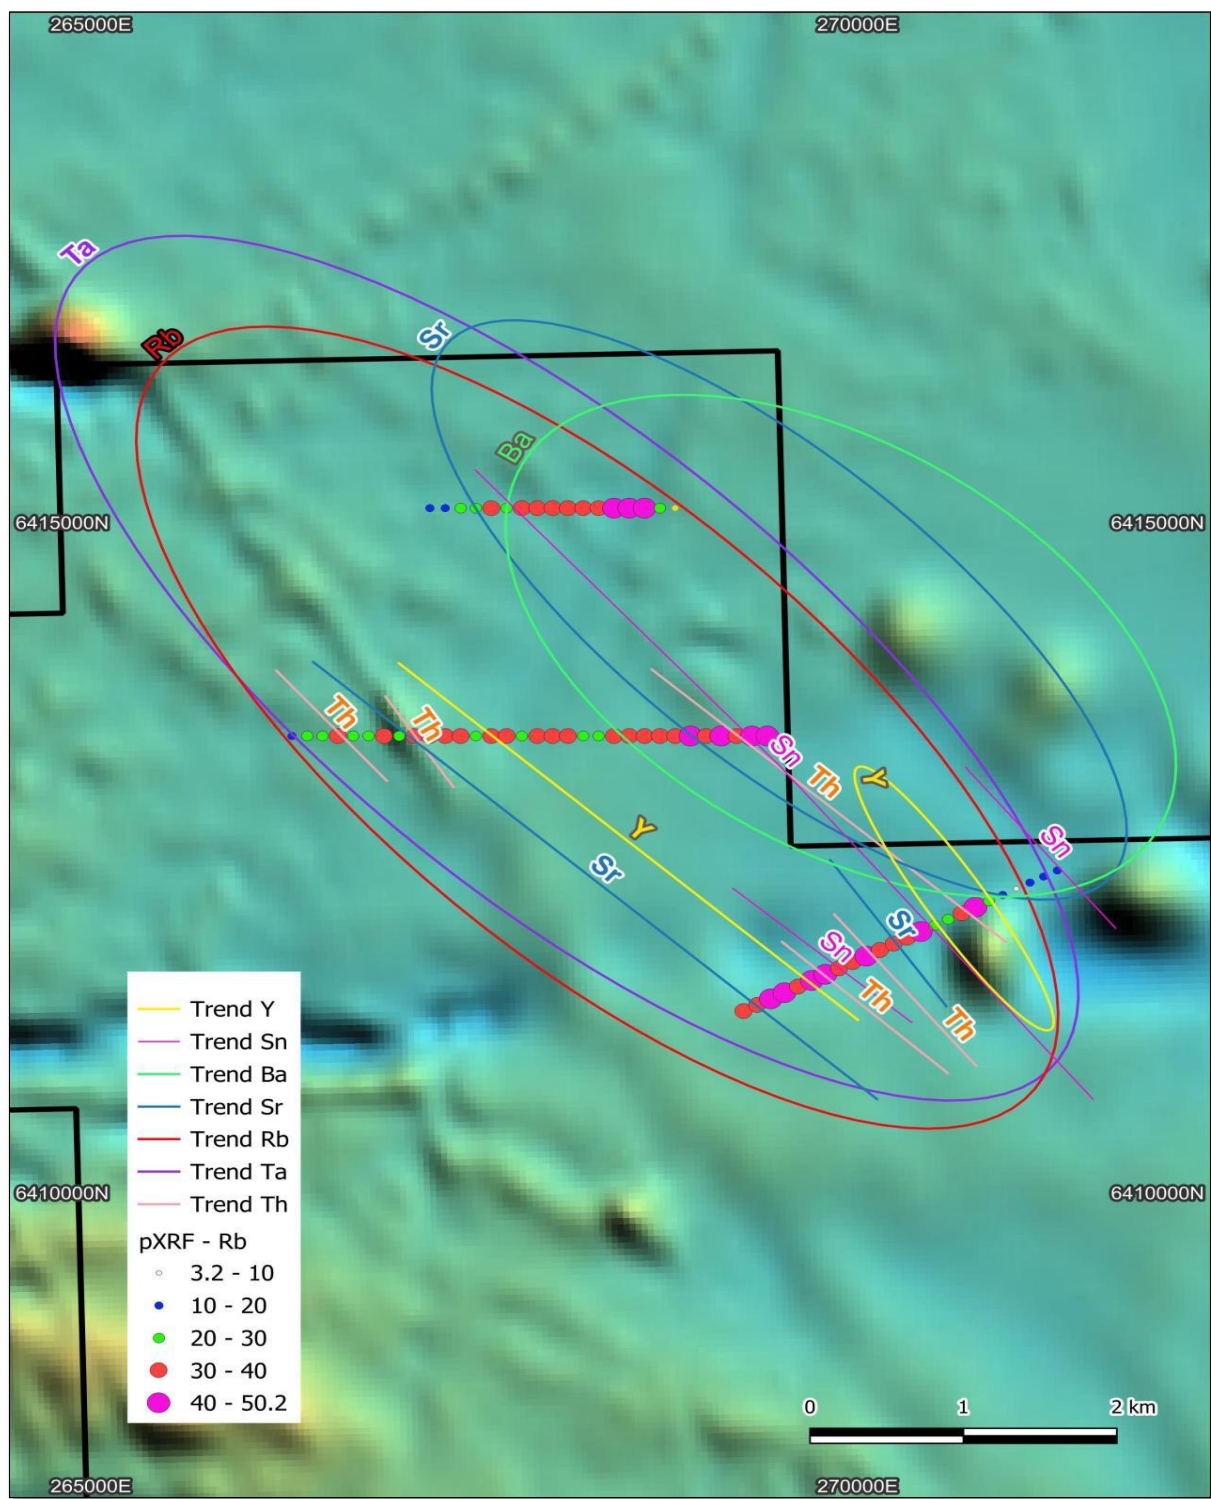 265000E
270000E
Ta
Rb
Sr
Ba
6415000N
6415000N
Th
Th
Sn
Th
Y
Y
Sn
Sr
Sr
Sn
Th
Th
Trend Y
Trend Sn
Trend Ba
Trend Sr
Trend Rb
Trend Ta
Trend Th
6410000N
6410000N
pXRF - Rb
3.2 - 10
10 - 20
20 - 30
30 - 40
40 - 50.2
0 1 2 km
265000E
270000E